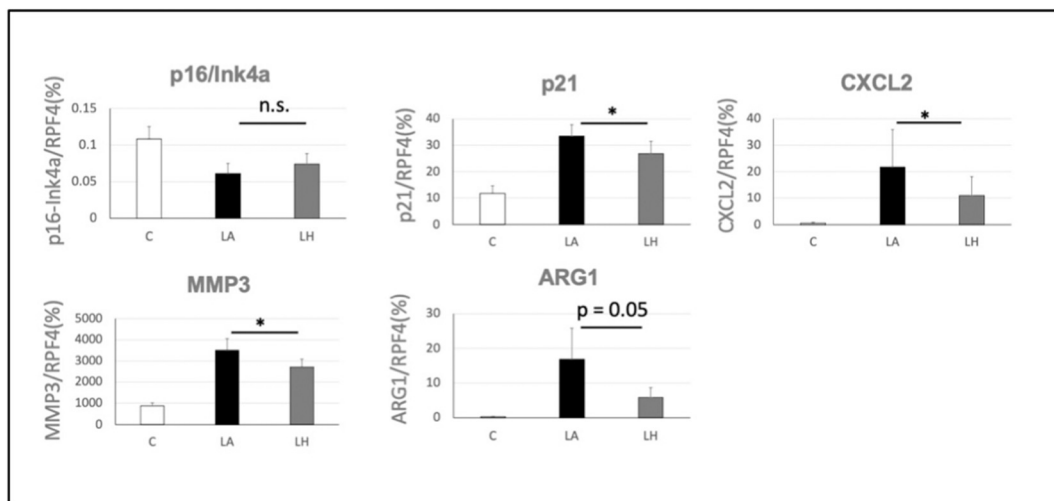 p16/Ink4a
n.s.
p16-Ink4a/RPF4(%)
0.15
0.1
0.05
0
C LA LH
p21
*
p21/RPF4(%)
40
30
20
10
0
C LA LH
CXCL2
*
CXCL2/RPF4(%)
40
30
20
10
0
C LA LH
MMP3
*
MMP3/RPF4(%)
5000
4000
3000
2000
1000
0
C LA LH
ARG1
p = 0.05
ARG1/RPF4(%)
30
20
10
0
C LA LH